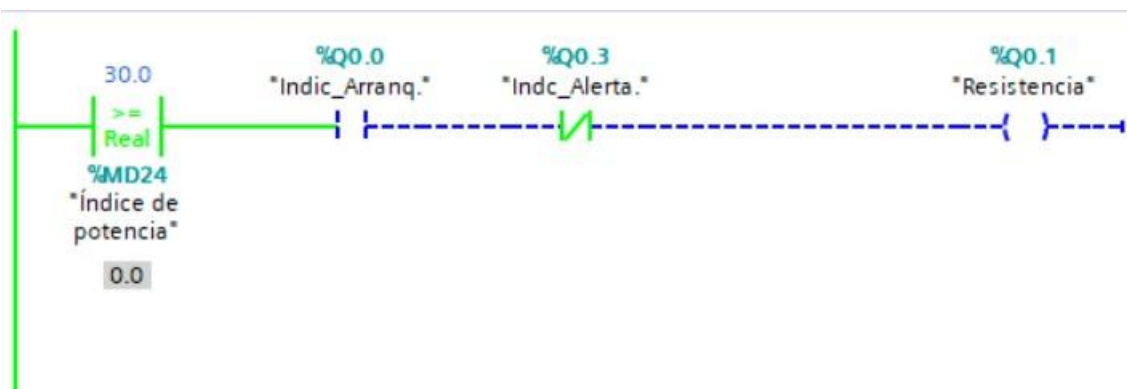 30.0
>=
Real
%MD24
"Índice de
potencia"
0.0
%Q0.0
"Indic_Arranq."
%Q0.3
"Indc_Alerta."
%Q0.1
"Resistencia"